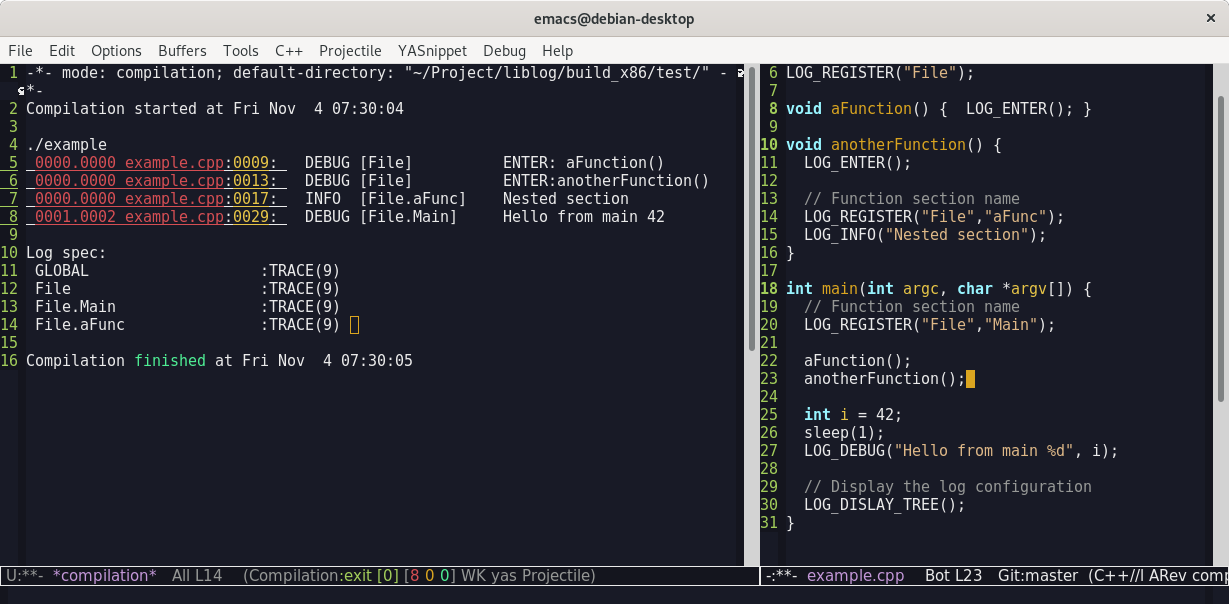 emacs@debian-desktop ×
File Edit Options Buffers Tools C++ Projectile YASnippet Debug Help
1 -*- mode: compilation; default-directory: "~/Project/liblog/build_x86/test/" -
*-
2 Compilation started at Fri Nov  4 07:30:04
3
4 ./example
5  0000.0000 example.cpp:0009:   DEBUG [File]          ENTER: aFunction()
6  0000.0000 example.cpp:0013:   DEBUG [File]          ENTER:anotherFunction()
7  0000.0000 example.cpp:0017:   INFO  [File.aFunc]    Nested section
8  0001.0002 example.cpp:0029:   DEBUG [File.Main]     Hello from main 42
9
10 Log spec:
11  GLOBAL                   :TRACE(9)
12  File                     :TRACE(9)
13  File.Main                :TRACE(9)
14  File.aFunc               :TRACE(9)
15
16 Compilation finished at Fri Nov  4 07:30:05
U:**-  *compilation*  All L14  (Compilation:exit [0] [8 0 0] WK yas Projectile)
6 LOG_REGISTER("File");
7
8 void aFunction() {  LOG_ENTER(); }
9
10 void anotherFunction() {
11   LOG_ENTER();
12
13   // Function section name
14   LOG_REGISTER("File","aFunc");
15   LOG_INFO("Nested section");
16 }
17
18 int main(int argc, char *argv[]) {
19   // Function section name
20   LOG_REGISTER("File","Main");
21
22   aFunction();
23   anotherFunction();
24
25   int i = 42;
26   sleep(1);
27   LOG_DEBUG("Hello from main %d", i);
28
29   // Display the log configuration
30   LOG_DISLAY_TREE();
31 }
-:**-  example.cpp  Bot L23  Git:master  (C++//l ARev comp